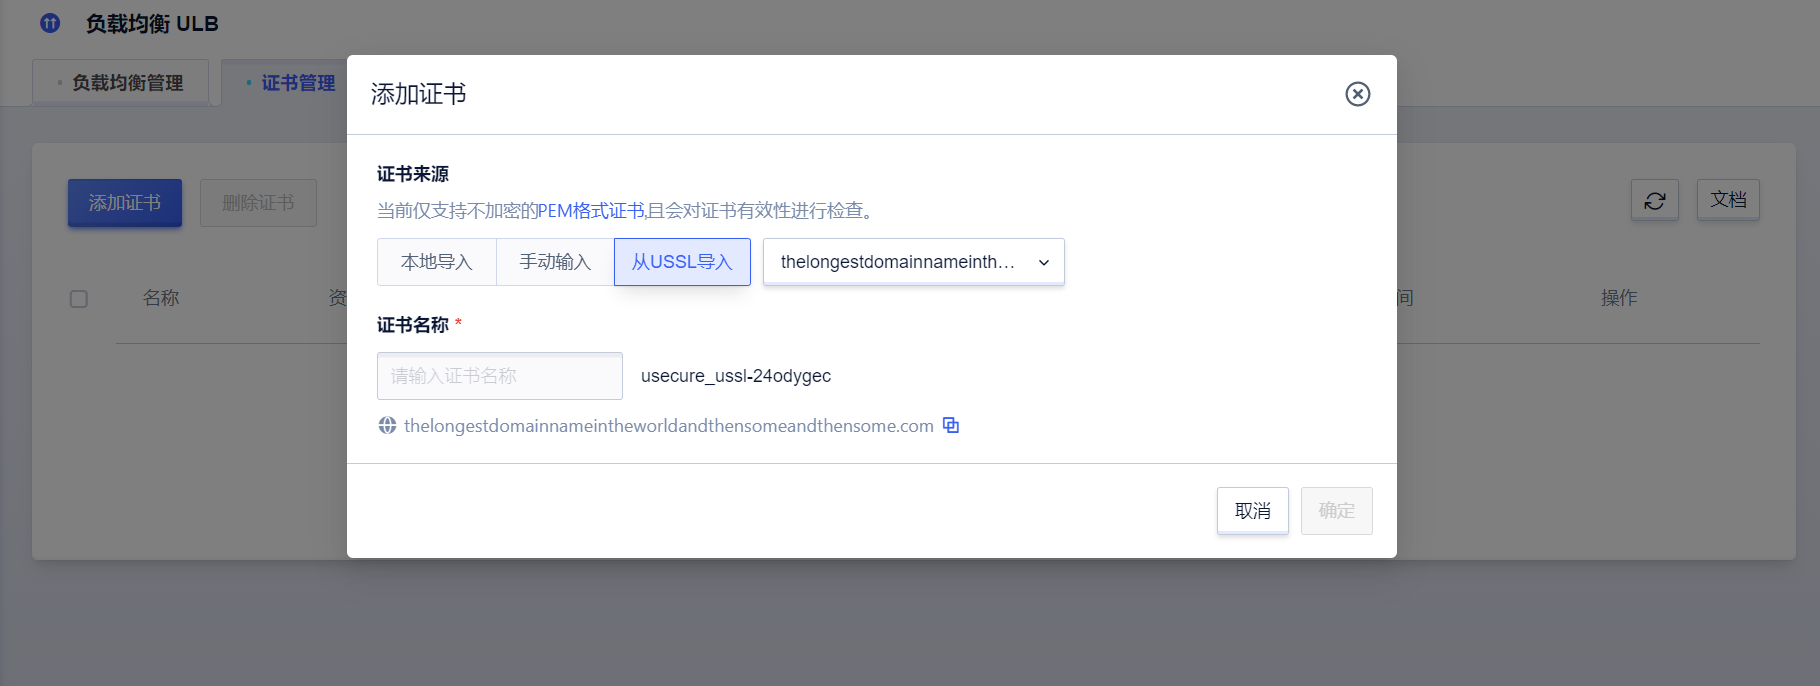 负载均衡 ULB
负载均衡管理
证书管理
添加证书
证书来源
当前仅支持不加密的PEM格式证书,且会对证书有效性进行检查。
本地导入 手动输入 从USSL导入 thelongestdomainnameinth...
证书名称 *
请输入证书名称 usecure_ussl-24odygec
thelongestdomainnameintheworldandthensomeandthensome.com
取消 确定
添加证书 删除证书 文档
名称 资 间 操作